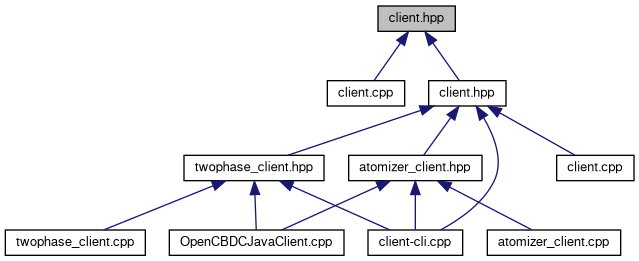 client.hpp
client.cpp
client.hpp
twophase_client.hpp
atomizer_client.hpp
client.cpp
twophase_client.cpp
OpenCBDCJavaClient.cpp
client-cli.cpp
atomizer_client.cpp